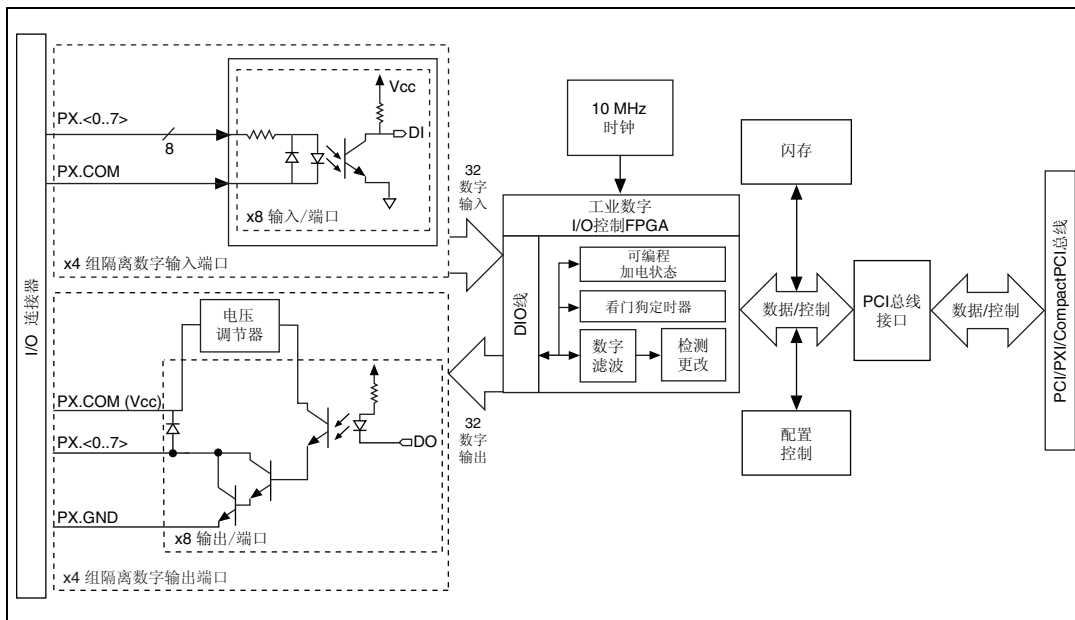 I/O 连接器
PX.<0..7>
8
PX.COM
Vcc
DI
x8 输入/端口
x4 组隔离数字输入端口
32
数字
输入
电压
调节器
PX.COM (Vcc)
PX.<0..7>
PX.GND
DO
x8 输出/端口
x4 组隔离数字输出端口
32
数字
输出
10 MHz
时钟
工业数字
I/O控制FPGA
DIO线
可编程
加电状态
看门狗定时器
数字
滤波
检测
更改
闪存
数据/控制
配置
控制
PCI总线
接口
数据/控制
PCI/PXI/CompactPCI总线